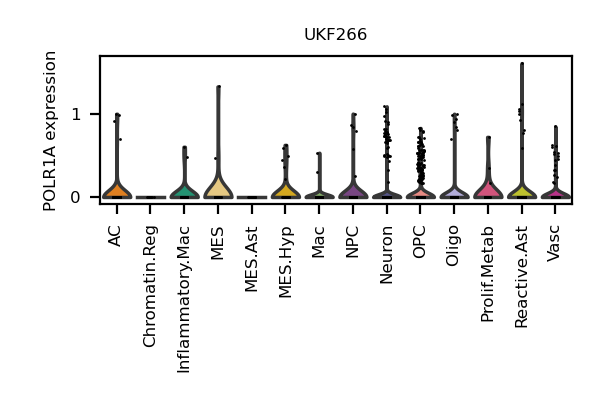 UKF266
POLR1A expression
1
0
AC
Chromatin.Reg
Inflammatory.Mac
MES
MES.Ast
MES.Hyp
Mac
NPC
Neuron
OPC
Oligo
Prolif.Metab
Reactive.Ast
Vasc